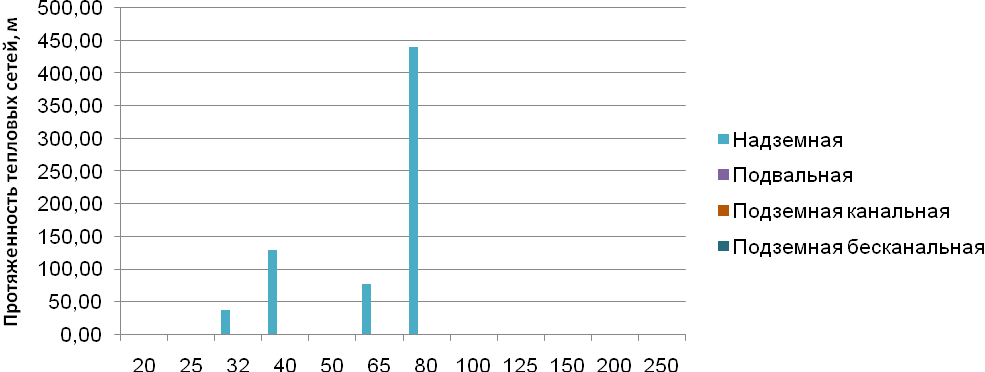 Протяженность тепловых сетей, м
500,00
450,00
400,00
350,00
300,00
250,00
200,00
150,00
100,00
50,00
0,00
20 25 32 40 50 65 80 100 125 150 200 250
Надземная
Подвальная
Подземная канальная
Подземная бесканальная